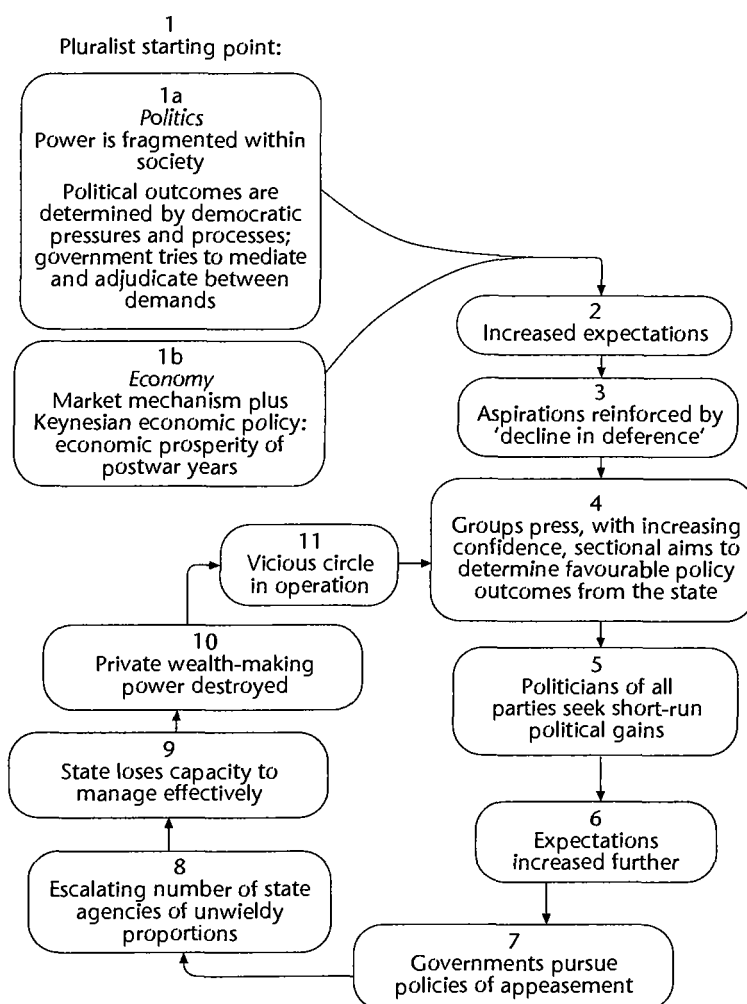 1
Pluralist starting point:
1a
Politics
Power is fragmented within
society
Political outcomes are
determined by democratic
pressures and processes;
government tries to mediate
and adjudicate between
demands
1b
Economy
Market mechanism plus
Keynesian economic policy:
economic prosperity of
postwar years
2
Increased expectations
3
Aspirations reinforced by
‘decline in deference’
4
Groups press, with increasing
confidence, sectional aims to
determine favourable policy
outcomes from the state
5
Politicians of all
parties seek short-run
political gains
6
Expectations
increased further
7
Governments pursue
policies of appeasement
8
Escalating number of state
agencies of unwieldy
proportions
9
State loses capacity to
manage effectively
10
Private wealth-making
power destroyed
11
Vicious circle
in operation